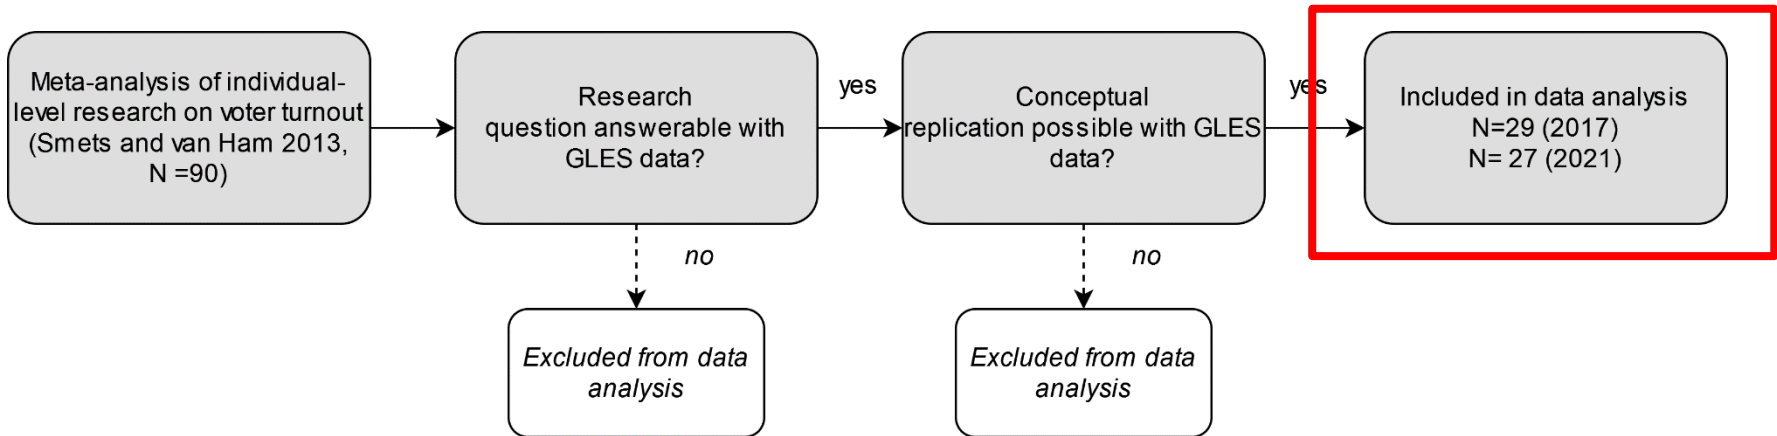 Meta-analysis of individual-
level research on voter turnout
(Smets and van Ham 2013,
N =90)
Research
question answerable with
GLES data?
yes
Conceptual
replication possible with GLES
data?
yes
Included in data analysis
N=29 (2017)
N= 27 (2021)
no
no
Excluded from data
analysis
Excluded from data
analysis